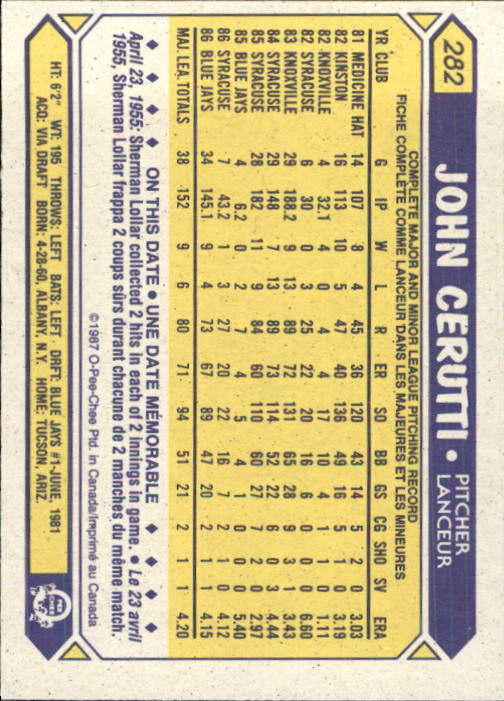 282
JOHN CERUTTI • PITCHER
LANCEUR
COMPLETE MAJOR AND MINOR LEAGUE PITCHING RECORD
FICHE COMPLÈTE COMME LANCEUR DANS LES MAJEURES ET LES MINEURES
YR CLUB G IP W L R ER SO BB GS CG SHO SV ERA
81 MEDICINE HAT 14 107 8 4 45 36 120 43 14 5 2 0 3.03
82 KINSTON 16 113 10 5 47 40 136 49 16 5 1 0 3.19
82 KNOXVILLE 4 32.1 4 0 4 4 17 10 4 1 1 0 1.11
82 SYRACUSE 6 30 0 3 25 22 20 16 6 0 0 0 6.60
83 KNOXVILLE 29 188.2 9 13 89 72 131 65 28 9 3 1 3.43
84 SYRACUSE 29 148 7 13 89 73 114 52 22 6 0 3 4.44
85 SYRACUSE 28 182 11 9 84 60 110 60 27 7 2 0 2.97
85 BLUE JAYS 4 6.2 0 2 7 4 5 4 1 0 0 0 5.40
86 SYRACUSE 7 43.2 1 3 27 20 22 16 7 2 1 0 4.12
86 BLUE JAYS 34 145.1 9 4 73 67 89 47 20 2 1 1 4.15
MAJ. LEA. TOTALS 38 152 9 6 80 71 94 51 21 2 1 1 4.20
ON THIS DATE • UNE DATE MÉMORABLE
April 23, 1955: Sherman Lollar collected 2 hits in each of 2 innings in game. • Le 23 avril
1955, Sherman Lollar frappa 2 coups sûrs durant chacune de 2 manches du même match.
©1987 O-Pee-Chee Ptd. in Canada/Imprimé au Canada
HT: 6'2" WT: 195 THROWS: LEFT BATS: LEFT DRFT: BLUE JAYS #1-JUNE, 1981
ACQ: VIA DRAFT BORN: 4-28-60, ALBANY, N.Y. HOME: TUCSON, ARIZ.
O
PEE
CHEE